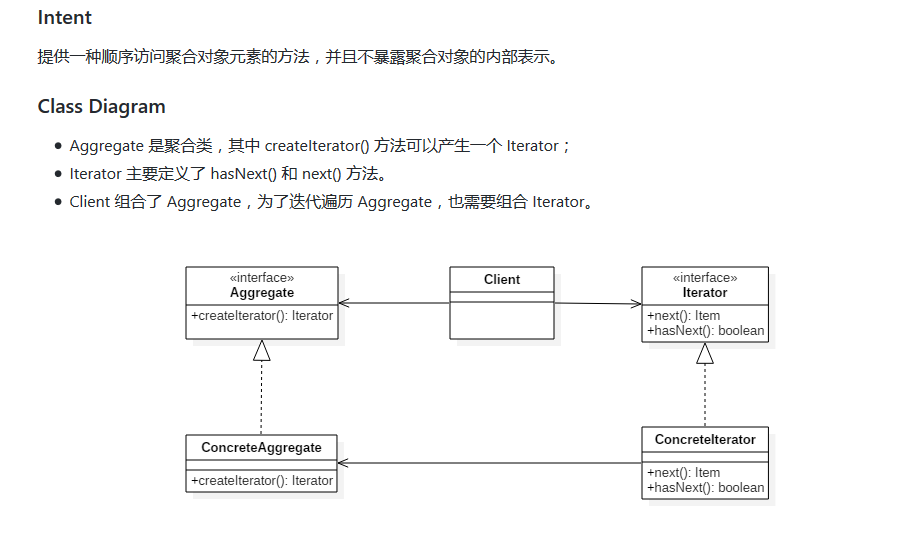 Intent
提供一种顺序访问聚合对象元素的方法，并且不暴露聚合对象的内部表示。
Class Diagram
● Aggregate 是聚合类，其中 createIterator() 方法可以产生一个 Iterator；
● Iterator 主要定义了 hasNext() 和 next() 方法。
● Client 组合了 Aggregate，为了迭代遍历 Aggregate，也需要组合 Iterator。
«interface»
Aggregate
+createIterator(): Iterator
Client
«interface»
Iterator
+next(): Item
+hasNext(): boolean
ConcreteAggregate
+createIterator(): Iterator
ConcreteIterator
+next(): Item
+hasNext(): boolean